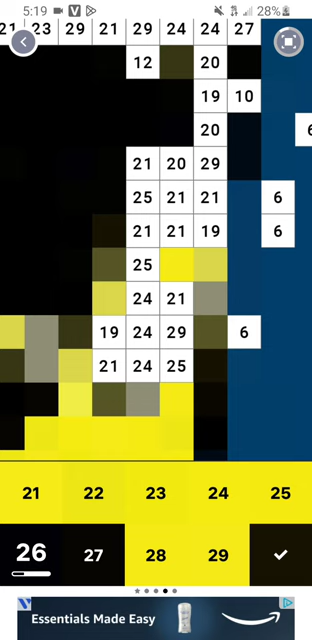 5:19 V 28%
21 23 29 21 29 24 24 27
12 20
19 10
20 6
21 20 29
25 21 21 6
21 21 19 6
25
24 21
19 24 29 6
21 24 25
21 22 23 24 25
26 27 28 29
Essentials Made Easy